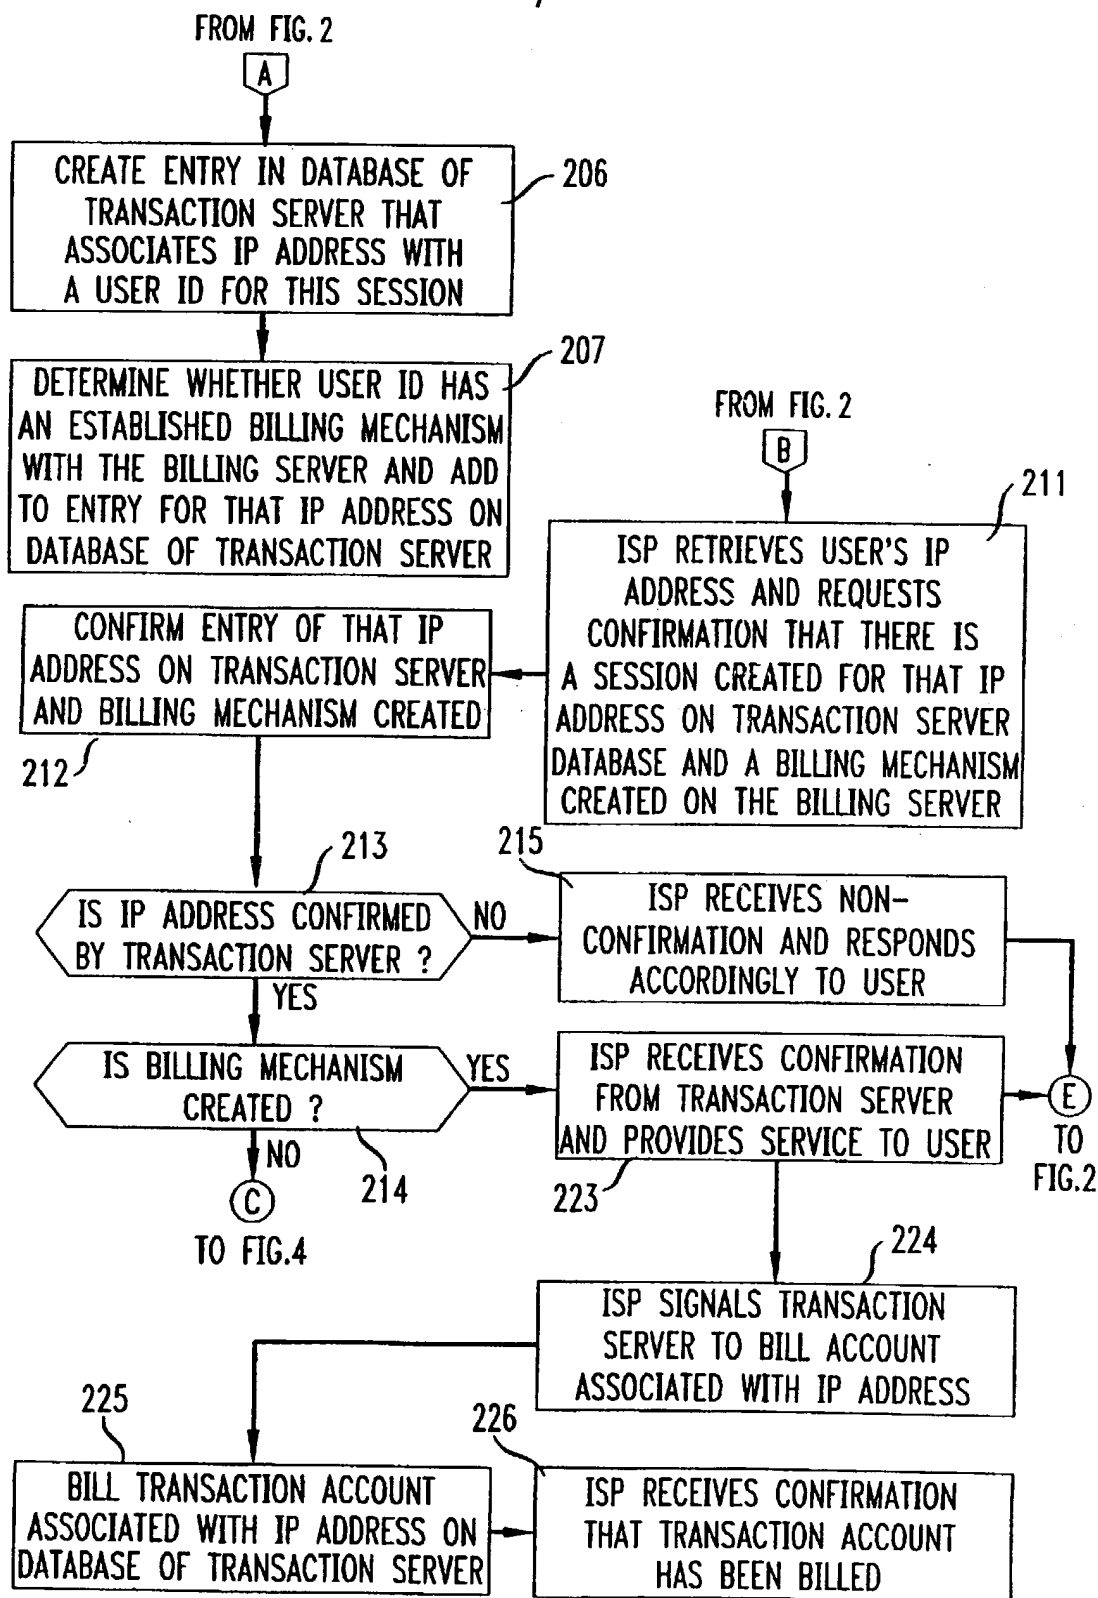 FROM FIG. 2
A
CREATE ENTRY IN DATABASE OF
TRANSACTION SERVER THAT
ASSOCIATES IP ADDRESS WITH
A USER ID FOR THIS SESSION
206
DETERMINE WHETHER USER ID HAS
AN ESTABLISHED BILLING MECHANISM
WITH THE BILLING SERVER AND ADD
TO ENTRY FOR THAT IP ADDRESS ON
DATABASE OF TRANSACTION SERVER
207
FROM FIG. 2
B
211
ISP RETRIEVES USER'S IP
ADDRESS AND REQUESTS
CONFIRMATION THAT THERE IS
A SESSION CREATED FOR THAT IP
ADDRESS ON TRANSACTION SERVER
DATABASE AND A BILLING MECHANISM
CREATED ON THE BILLING SERVER
CONFIRM ENTRY OF THAT IP
ADDRESS ON TRANSACTION SERVER
AND BILLING MECHANISM CREATED
212
213
IS IP ADDRESS CONFIRMED
BY TRANSACTION SERVER ?
NO
YES
215
ISP RECEIVES NON-
CONFIRMATION AND RESPONDS
ACCORDINGLY TO USER
IS BILLING MECHANISM
CREATED ?
YES
NO
214
C
TO FIG.4
ISP RECEIVES CONFIRMATION
FROM TRANSACTION SERVER
AND PROVIDES SERVICE TO USER
223
E
TO
FIG.2
224
ISP SIGNALS TRANSACTION
SERVER TO BILL ACCOUNT
ASSOCIATED WITH IP ADDRESS
225
BILL TRANSACTION ACCOUNT
ASSOCIATED WITH IP ADDRESS ON
DATABASE OF TRANSACTION SERVER
226
ISP RECEIVES CONFIRMATION
THAT TRANSACTION ACCOUNT
HAS BEEN BILLED